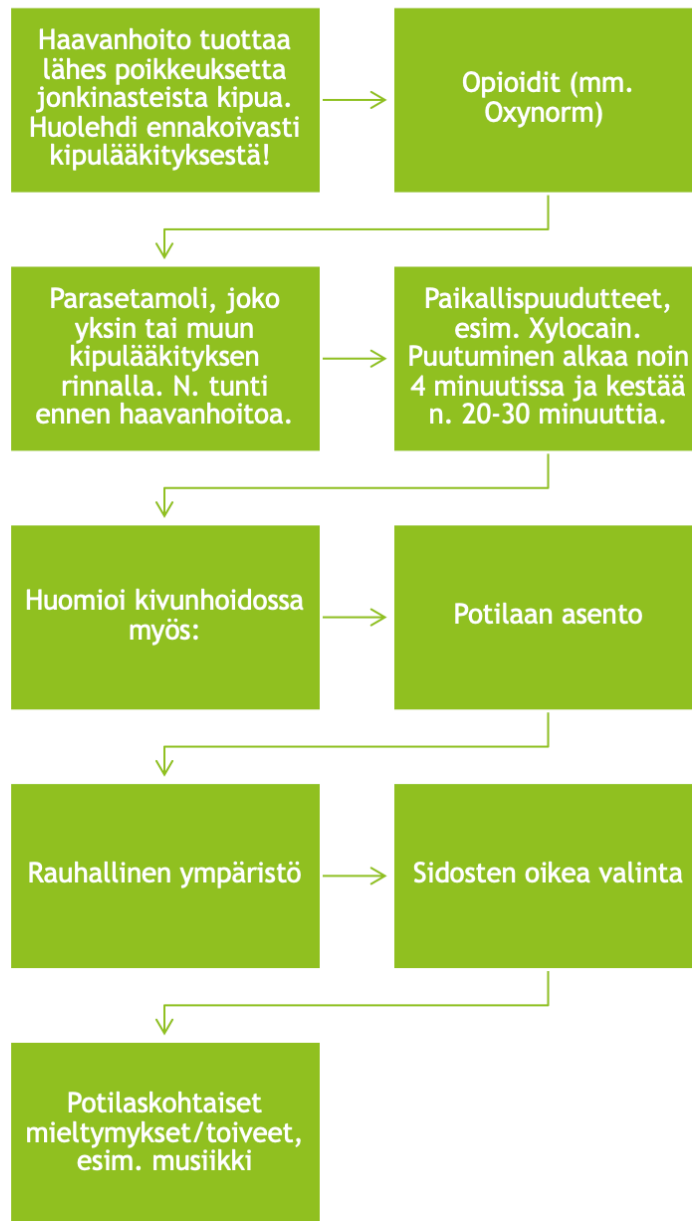 Haavanhoito tuottaa
lähes poikkeuksetta
jonkinasteista kipua.
Huolehdi ennakoivasti
kipulääkityksestä!
Opioidit (mm.
Oxynorm)
Parasetamoli, joko
yksin tai muun
kipulääkityksen
rinnalla. N. tunti
ennen haavanhoitoa.
Paikallispuudutteet,
esim. Xylocain.
Puutuminen alkaa noin
4 minuutissa ja kestää
n. 20-30 minuuttia.
Huomioi kivunhoidossa
myös:
Potilaan asento
Rauhallinen ympäristö
Sidosten oikea valinta
Potilaskohtaiset
mieltymykset/toiveet,
esim. musiikki